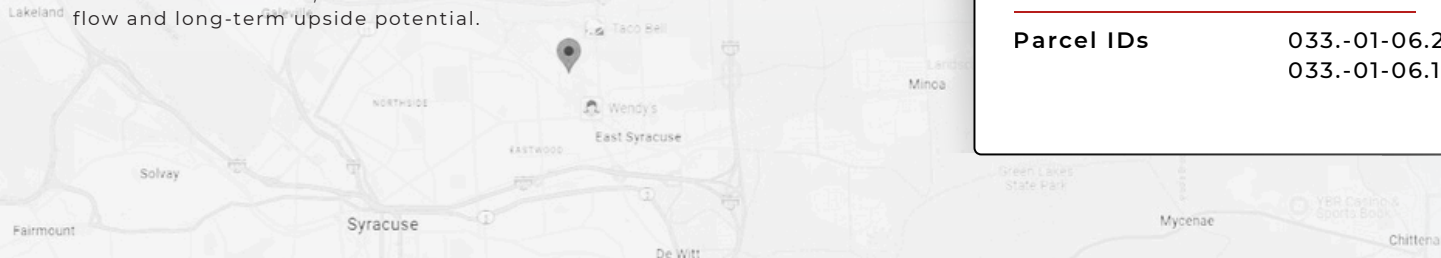 flow and long-term upside potential.
Parcel IDs 033.-01-06.2
033.-01-06.1
Lakeland
Galeville
Taco Bell
Minoa
NORTHSIDE
Wendy's
East Syracuse
EASTWOOD
Solvay
Green Lakes
State Park
YBR Casino &
Sports Book
Syracuse
Mycenae
Fairmount
Chittena
De Witt